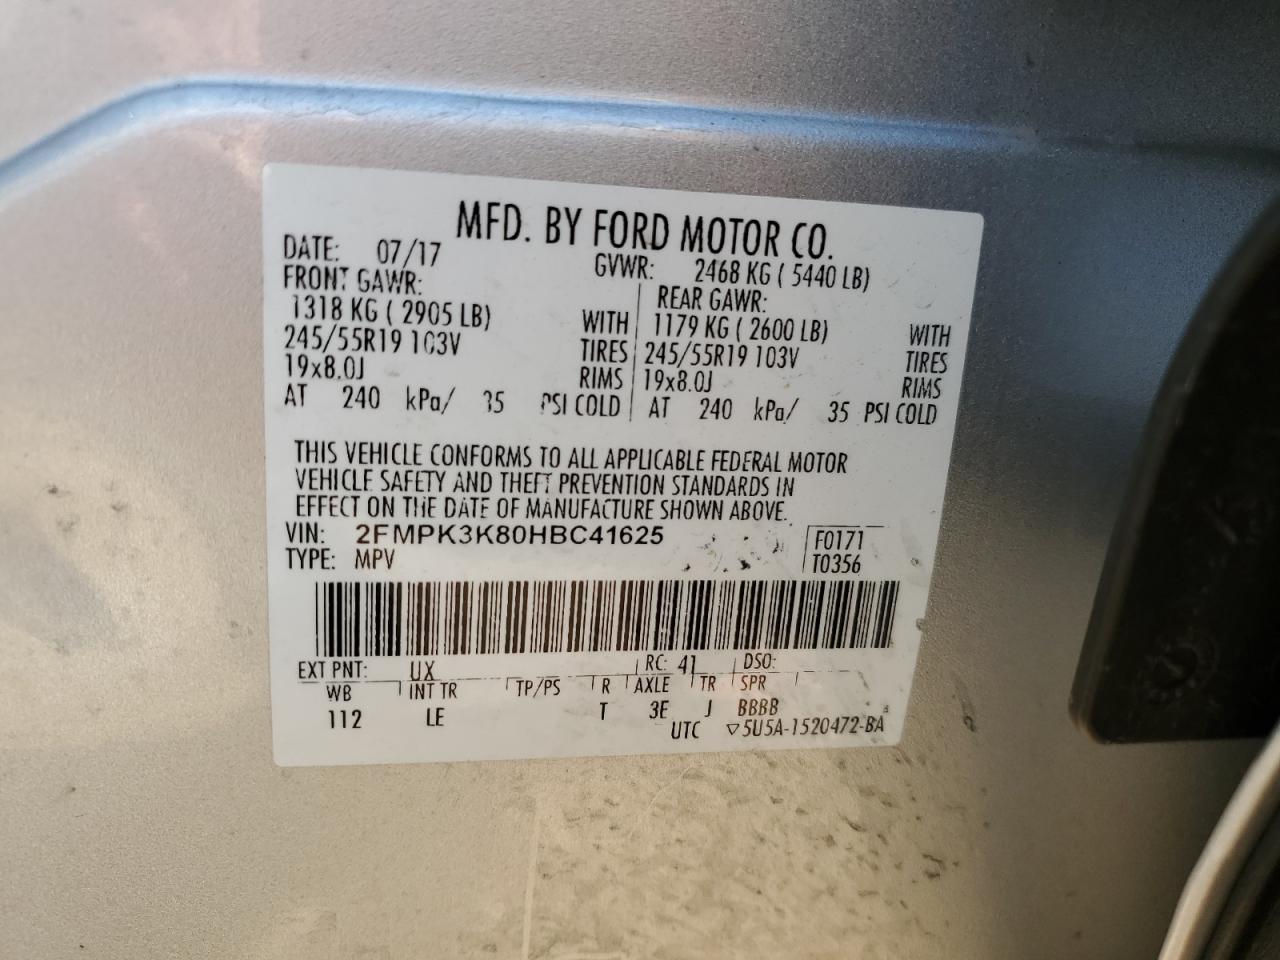 MFD. BY FORD MOTOR CO.
DATE: 07/17 GVWR: 2468 KG ( 5440 LB)
FRONT GAWR: REAR GAWR:
1318 KG ( 2905 LB) WITH 1179 KG ( 2600 LB) WITH
245/55R19 103V TIRES 245/55R19 103V TIRES
19x8.0J RIMS 19x8.0J RIMS
AT 240 kPa/ 35 PSI COLD AT 240 kPa/ 35 PSI COLD
THIS VEHICLE CONFORMS TO ALL APPLICABLE FEDERAL MOTOR
VEHICLE SAFETY AND THEFT PREVENTION STANDARDS IN
EFFECT ON THE DATE OF MANUFACTURE SHOWN ABOVE.
VIN: 2FMPK3K80HBC41625 F0171
TYPE: MPV T0356
EXT PNT: UX RC: 41 DSO:
WB INT TR TP/PS R AXLE TR SPR
112 LE T 3E J BBBB
UTC ▽5U5A-1520472-BA